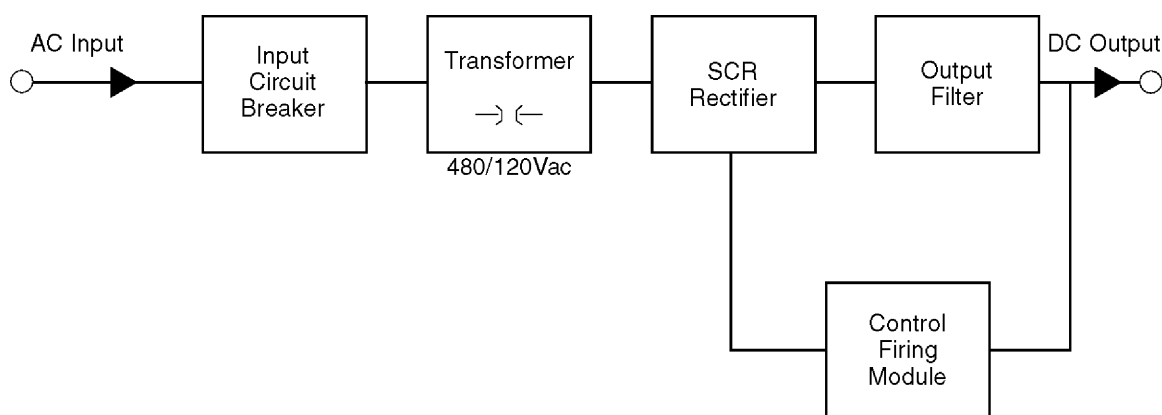 AC Input
Input
Circuit
Breaker
Transformer
480/120Vac
SCR
Rectifier
Output
Filter
DC Output
Control
Firing
Module